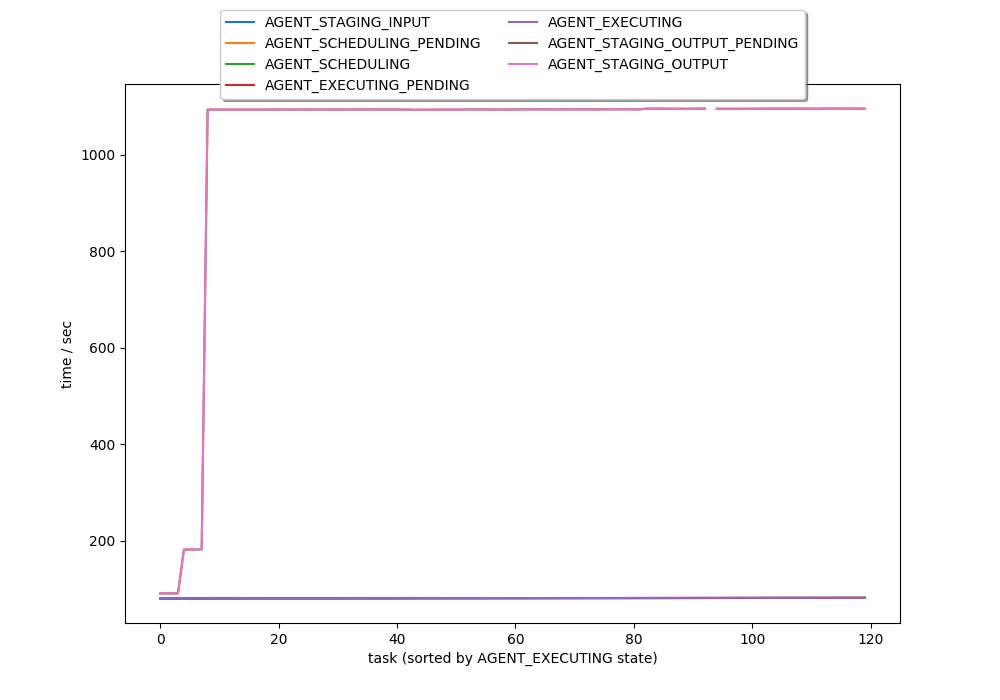 AGENT_STAGING_INPUT
AGENT_SCHEDULING_PENDING
AGENT_SCHEDULING
AGENT_EXECUTING_PENDING
AGENT_EXECUTING
AGENT_STAGING_OUTPUT_PENDING
AGENT_STAGING_OUTPUT
1000
800
600
400
200
time / sec
0 20 40 60 80 100 120
task (sorted by AGENT_EXECUTING state)